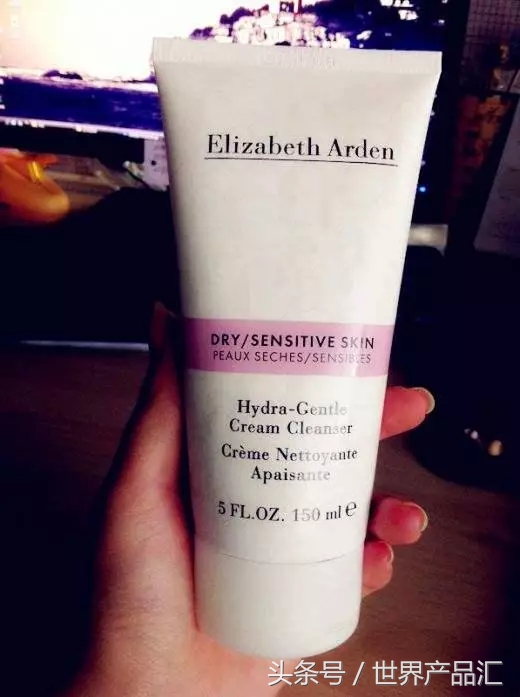 Elizabeth Arden
DRY/SENSITIVE SKIN
PEAUX SECHES/SENSIBLES
Hydra-Gentle
Cream Cleanser
Crème Nettoyante
Apaisante
5 FL.OZ. 150 ml ℮
头条号 / 世界产品汇